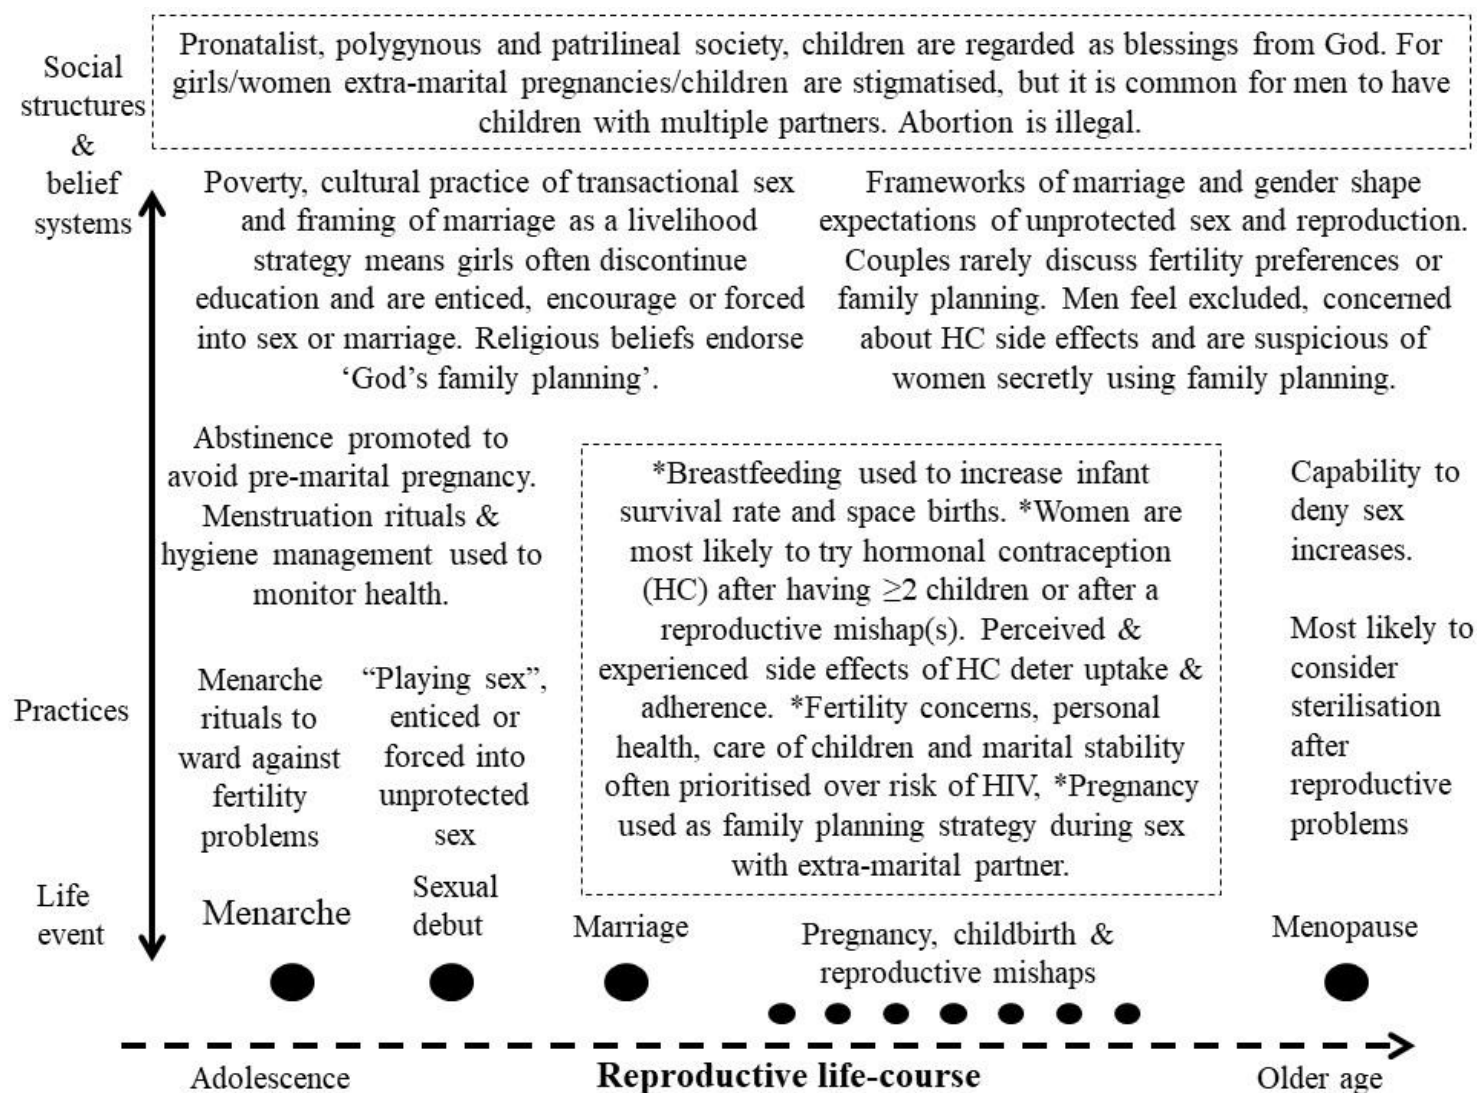 Social
structures
&
belief
systems
Pronatalist, polygynous and patrilineal society, children are regarded as blessings from God. For
girls/women extra-marital pregnancies/children are stigmatised, but it is common for men to have
children with multiple partners. Abortion is illegal.
Poverty, cultural practice of transactional sex
and framing of marriage as a livelihood
strategy means girls often discontinue
education and are enticed, encourage or forced
into sex or marriage. Religious beliefs endorse
‘God’s family planning’.
Frameworks of marriage and gender shape
expectations of unprotected sex and reproduction.
Couples rarely discuss fertility preferences or
family planning. Men feel excluded, concerned
about HC side effects and are suspicious of
women secretly using family planning.
Abstinence promoted to
avoid pre-marital pregnancy.
Menstruation rituals &
hygiene management used to
monitor health.
*Breastfeeding used to increase infant
survival rate and space births. *Women are
most likely to try hormonal contraception
(HC) after having ≥2 children or after a
reproductive mishap(s). Perceived &
experienced side effects of HC deter uptake &
adherence. *Fertility concerns, personal
health, care of children and marital stability
often prioritised over risk of HIV, *Pregnancy
used as family planning strategy during sex
with extra-marital partner.
Capability to
deny sex
increases.
Practices
Menarche
rituals to
ward against
fertility
problems
“Playing sex”,
enticed or
forced into
unprotected
sex
Most likely to
consider
sterilisation
after
reproductive
problems
Life
event
Menarche
Sexual
debut
Marriage
Pregnancy, childbirth &
reproductive mishaps
Menopause
Adolescence
Reproductive life-course
Older age